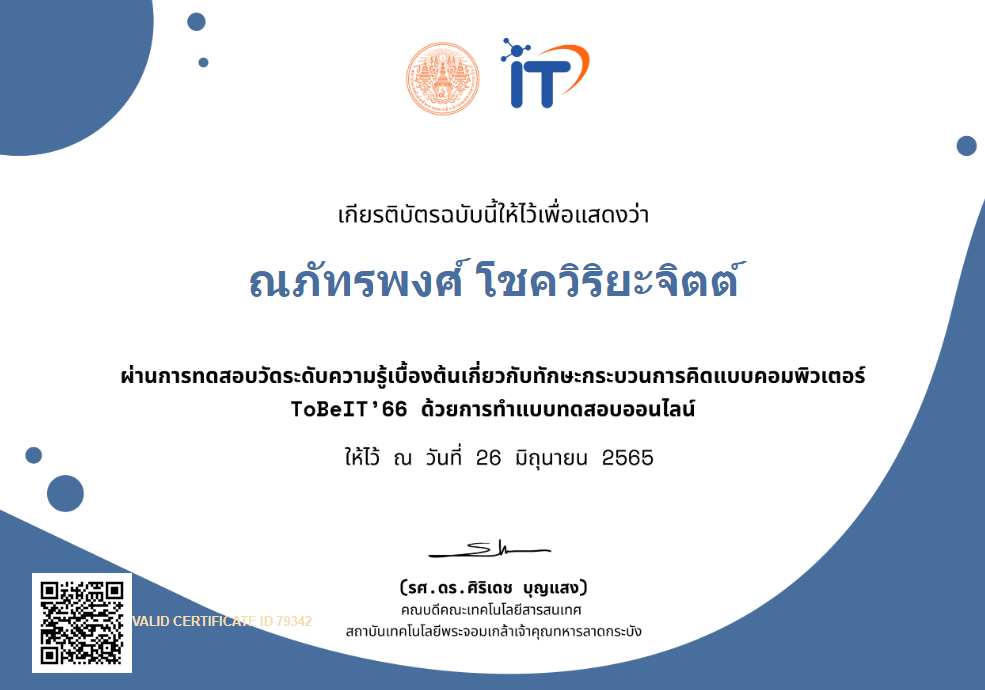 IT
เกียรติบัตรฉบับนี้ให้ไว้เพื่อแสดงว่า
ณภัทรพงศ์ โชควิริยะจิตต์
ผ่านการทดสอบวัดระดับความรู้เบื้องต้นเกี่ยวกับทักษะกระบวนการคิดแบบคอมพิวเตอร์
ToBeIT’66 ด้วยการทำแบบทดสอบออนไลน์
ให้ไว้ ณ วันที่ 26 มิถุนายน 2565
(รศ.ดร.ศิริเดช บุญแสง)
คณบดีคณะเทคโนโลยีสารสนเทศ
สถาบันเทคโนโลยีพระจอมเกล้าเจ้าคุณทหารลาดกระบัง
VALID CERTIFICATE ID 79342